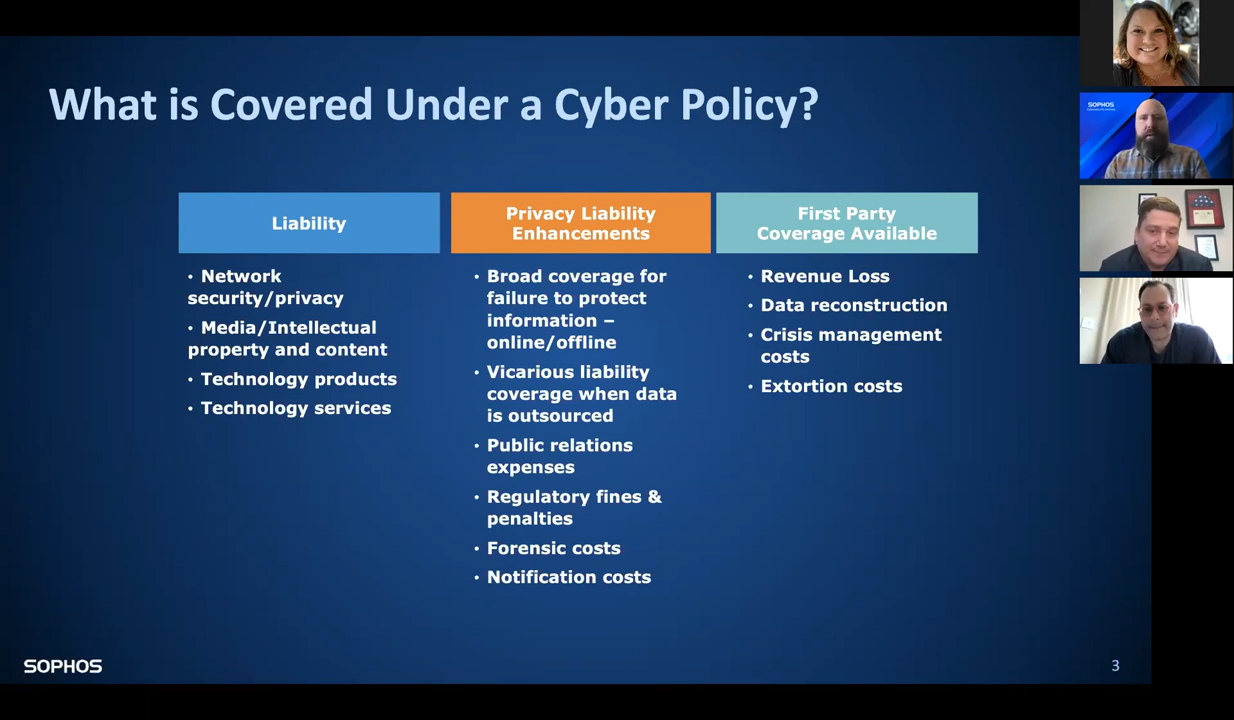 What is Covered Under a Cyber Policy?
Liability
• Network
security/privacy
• Media/Intellectual
property and content
• Technology products
• Technology services
Privacy Liability
Enhancements
• Broad coverage for
failure to protect
information –
online/offline
• Vicarious liability
coverage when data
is outsourced
• Public relations
expenses
• Regulatory fines &
penalties
• Forensic costs
• Notification costs
First Party
Coverage Available
• Revenue Loss
• Data reconstruction
• Crisis management
costs
• Extortion costs
SOPHOS
3
SOPHOS